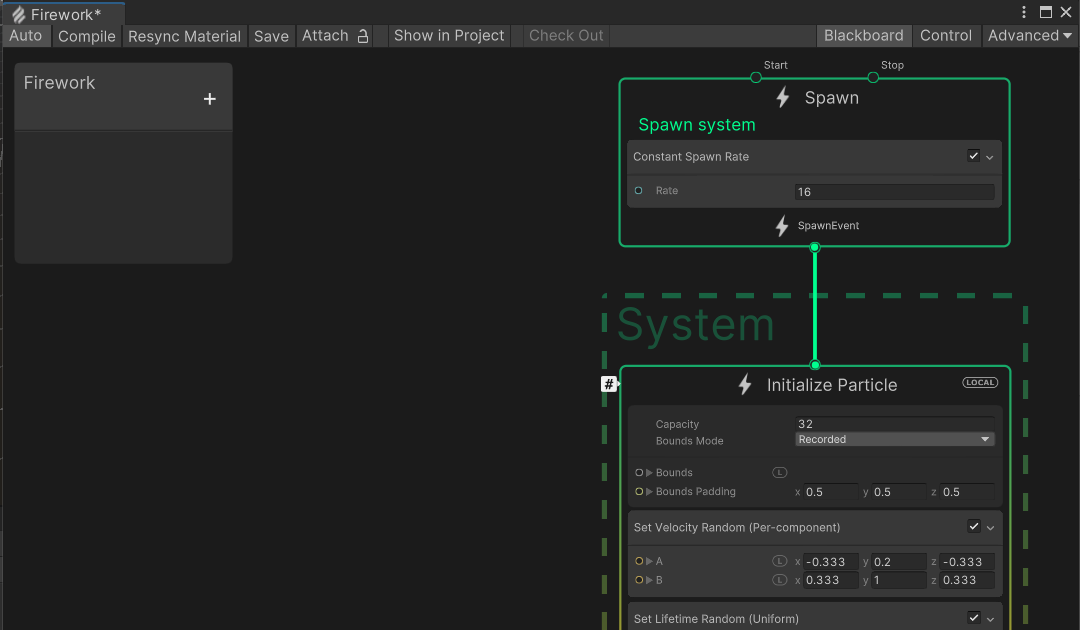 Firework*
Auto Compile Resync Material Save Attach Show in Project Check Out Blackboard Control Advanced
Firework
+
Start Stop
Spawn
Spawn system
Constant Spawn Rate
Rate 16
SpawnEvent
System
# Initialize Particle LOCAL
Capacity 32
Bounds Mode Recorded
Bounds L
Bounds Padding x 0.5 y 0.5 z 0.5
Set Velocity Random (Per-component)
A L x -0.333 y 0.2 z -0.333
B L x 0.333 y 1 z 0.333
Set Lifetime Random (Uniform)